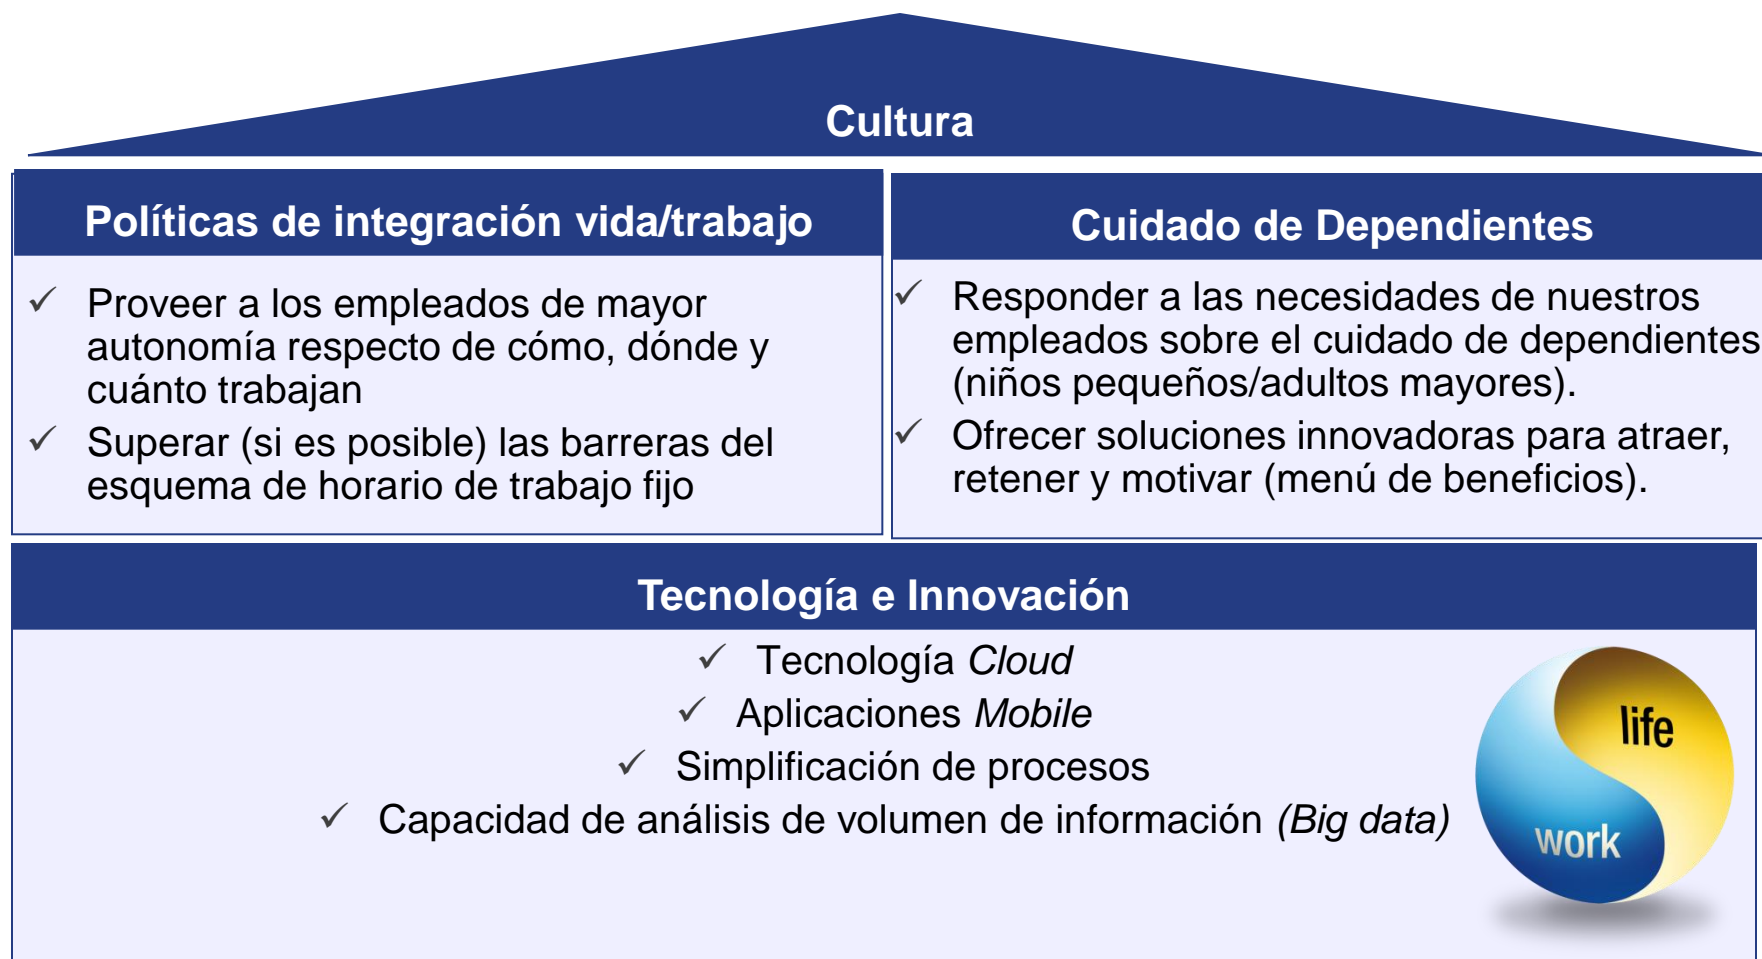 Cultura
Políticas de integración vida/trabajo
✓ Proveer a los empleados de mayor
autonomía respecto de cómo, dónde y
cuánto trabajan
✓ Superar (si es posible) las barreras del
esquema de horario de trabajo fijo
Cuidado de Dependientes
✓ Responder a las necesidades de nuestros
empleados sobre el cuidado de dependientes
(niños pequeños/adultos mayores).
✓ Ofrecer soluciones innovadoras para atraer,
retener y motivar (menú de beneficios).
Tecnología e Innovación
✓ Tecnología Cloud
✓ Aplicaciones Mobile
✓ Simplificación de procesos
✓ Capacidad de análisis de volumen de información (Big data)
life
work